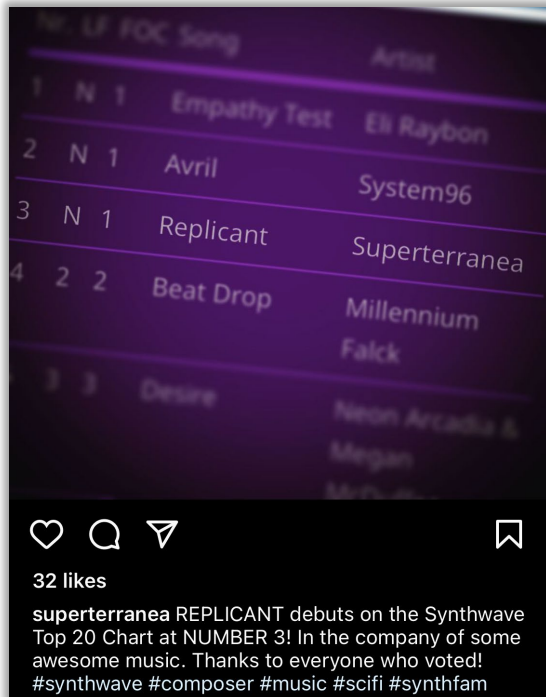 Nr. LF FOC Song Artist
1 N 1 Empathy Test Eli Raybon
2 N 1 Avril System96
3 N 1 Replicant Superterranea
4 2 2 Beat Drop Millennium
Falck
3 3 Desire Neon Arcadia &
Megan
32 likes
superterranea REPLICANT debuts on the Synthwave
Top 20 Chart at NUMBER 3! In the company of some
awesome music. Thanks to everyone who voted!
#synthwave #composer #music #scifi #synthfam